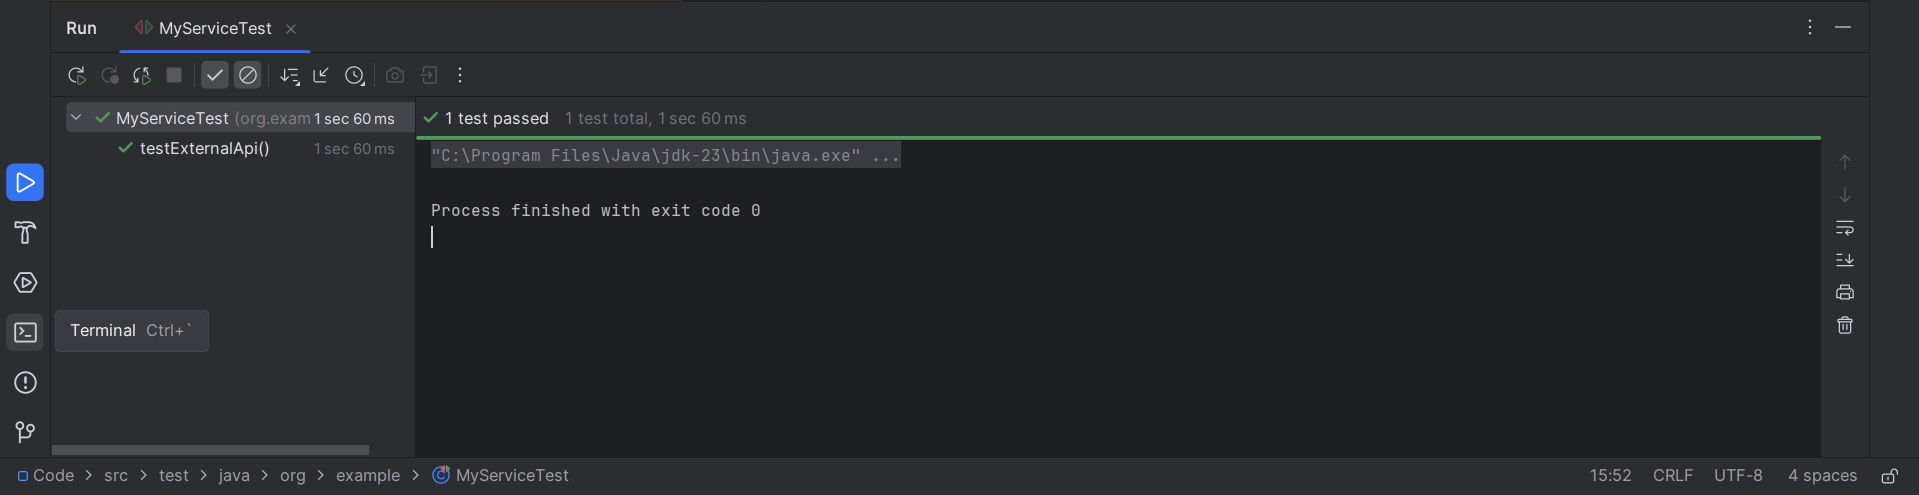 Run MyServiceTest
MyServiceTest (org.exam 1 sec 60 ms
testExternalApi() 1 sec 60 ms
1 test passed 1 test total, 1 sec 60 ms
"C:\Program Files\Java\jdk-23\bin\java.exe" ...
Process finished with exit code 0
Terminal Ctrl+`
Code > src > test > java > org > example > MyServiceTest 15:52 CRLF UTF-8 4 spaces